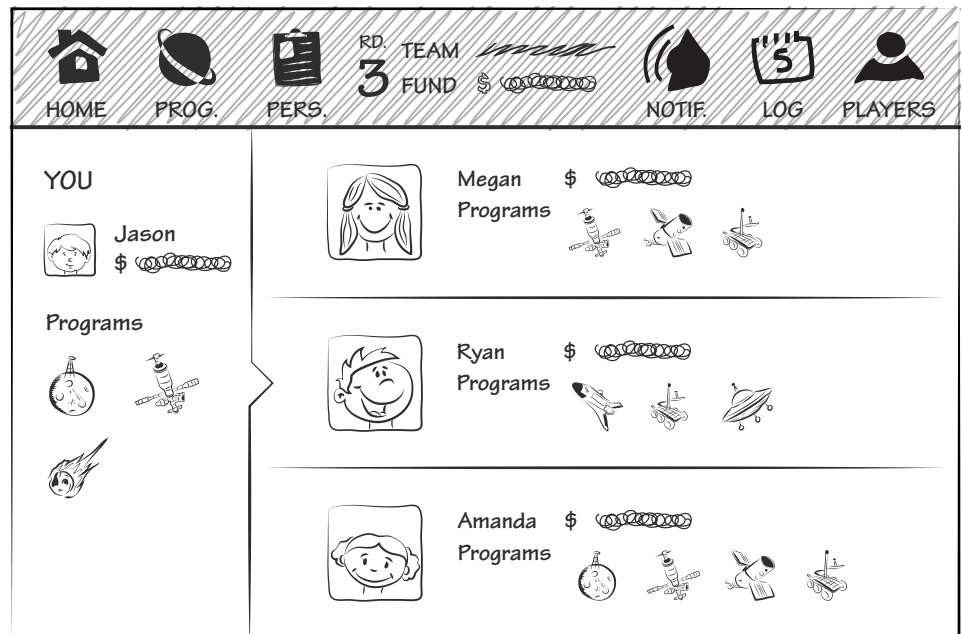 HOME
PROG.
PERS.
RD.
3
TEAM
FUND
$
NOTIF.
5
LOG
PLAYERS
YOU
Jason
$
Programs
Megan $
Programs
Ryan $
Programs
Amanda $
Programs